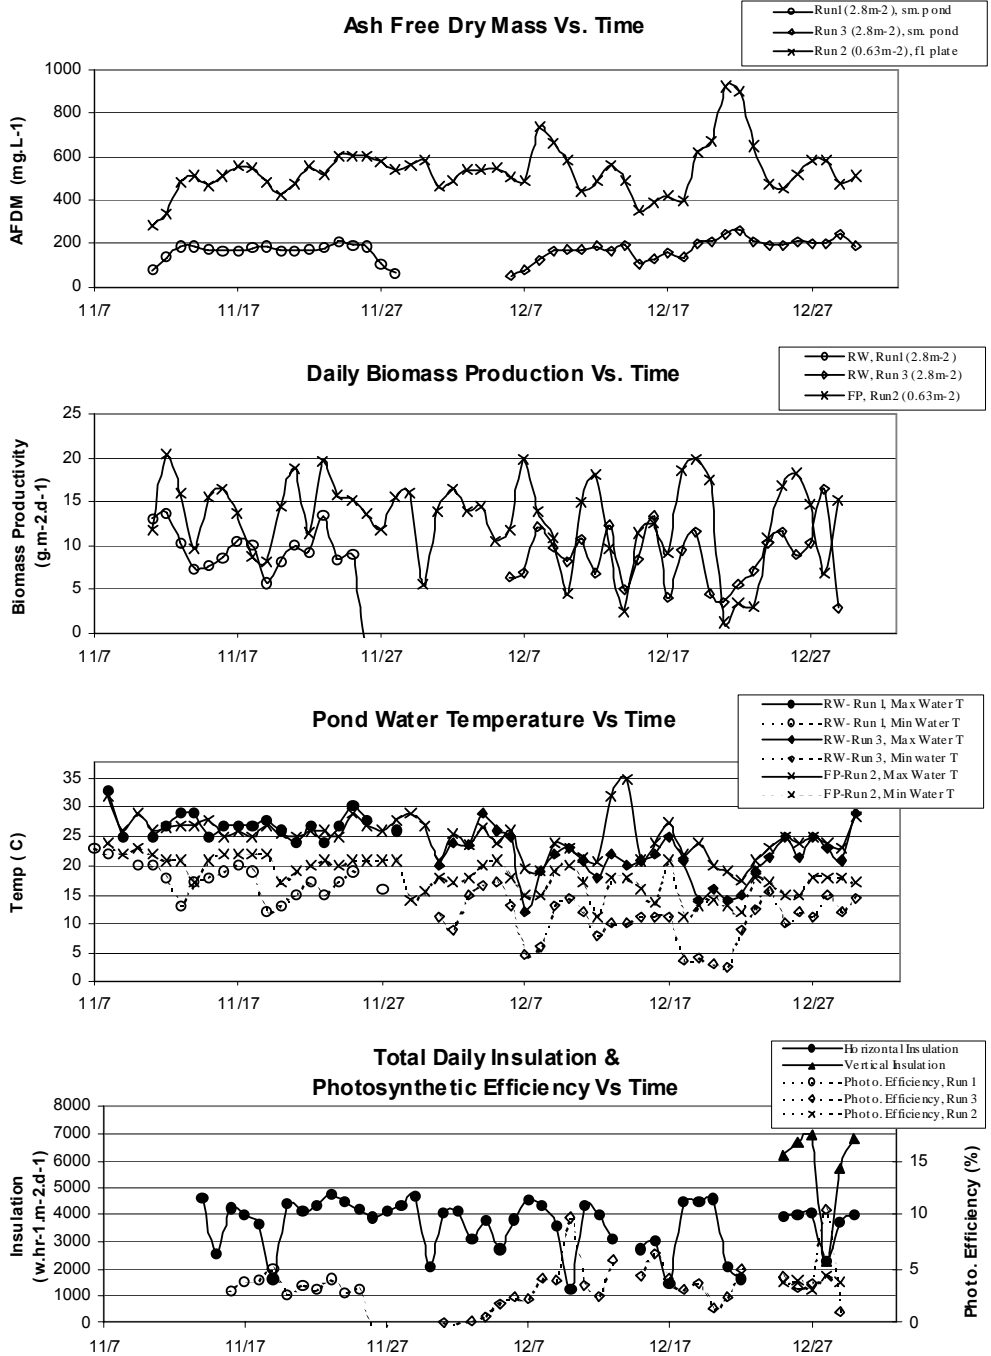 Ash Free Dry Mass Vs. Time
Run1 (2.8m-2), sm. pond
Run 3 (2.8m-2), sm. pond
Run 2 (0.63m-2), fl. plate
AFDM (mg.L-1)
1000
800
600
400
200
0
11/7 11/17 11/27 12/7 12/17 12/27
Daily Biomass Production Vs. Time
RW, Run1 (2.8m-2)
RW, Run 3 (2.8m-2)
FP, Run2 (0.63m-2)
Biomass Productivity
(g.m-2.d-1)
25
20
15
10
5
0
11/7 11/17 11/27 12/7 12/17 12/27
Pond Water Temperature Vs Time
RW- Run 1, Max Water T
RW- Run 1, Min Water T
RW-Run 3, Max Water T
RW-Run 3, Min water T
FP-Run 2, Max Water T
FP-Run 2, Min Water T
Temp ( C)
35
30
25
20
15
10
5
0
11/7 11/17 11/27 12/7 12/17 12/27
Total Daily Insulation &
Photosynthetic Efficiency Vs Time
Horizontal Insulation
Vertical Insulation
Photo. Efficiency, Run 1
Photo. Efficiency, Run 3
Photo. Efficiency, Run 2
Insulation
(w.hr-1.m-2.d-1)
8000
7000
6000
5000
4000
3000
2000
1000
0
15
10
5
0
Photo. Efficiency (%)
11/7 11/17 11/27 12/7 12/17 12/27